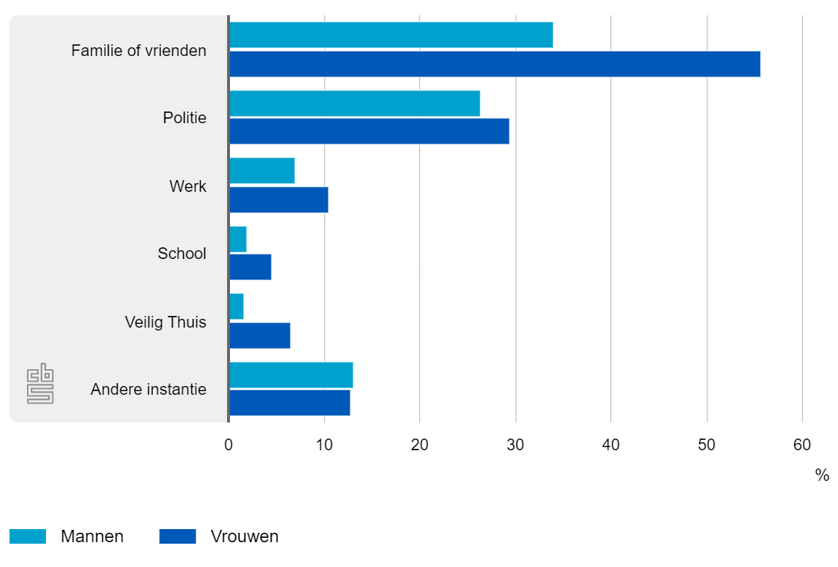 Familie of vrienden
Politie
Werk
School
Veilig Thuis
Andere instantie
0 10 20 30 40 50 60
%
Mannen Vrouwen